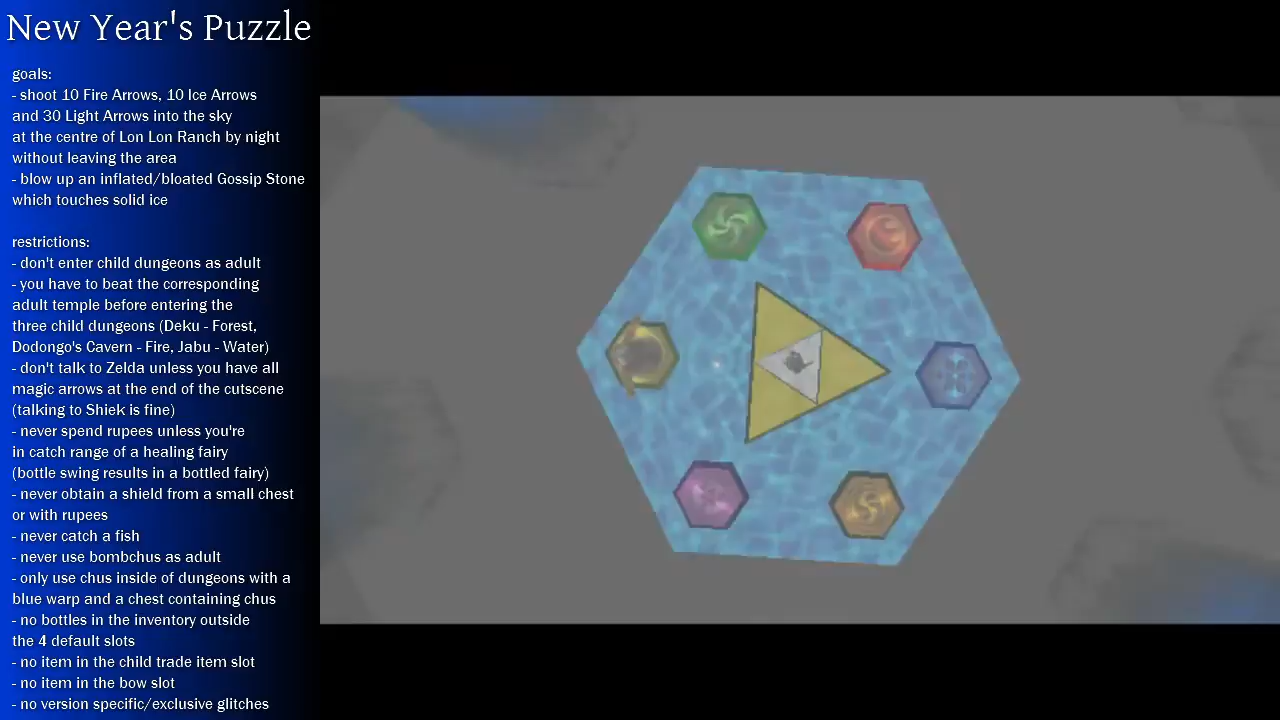 New Year's Puzzle
goals:
- shoot 10 Fire Arrows, 10 Ice Arrows
and 30 Light Arrows into the sky
at the centre of Lon Lon Ranch by night
without leaving the area
- blow up an inflated/bloated Gossip Stone
which touches solid ice
restrictions:
- don't enter child dungeons as adult
- you have to beat the corresponding
adult temple before entering the
three child dungeons (Deku - Forest,
Dodongo's Cavern - Fire, Jabu - Water)
- don't talk to Zelda unless you have all
magic arrows at the end of the cutscene
(talking to Shiek is fine)
- never spend rupees unless you're
in catch range of a healing fairy
(bottle swing results in a bottled fairy)
- never obtain a shield from a small chest
or with rupees
- never catch a fish
- never use bombchus as adult
- only use chus inside of dungeons with a
blue warp and a chest containing chus
- no bottles in the inventory outside
the 4 default slots
- no item in the child trade item slot
- no item in the bow slot
- no version specific/exclusive glitches